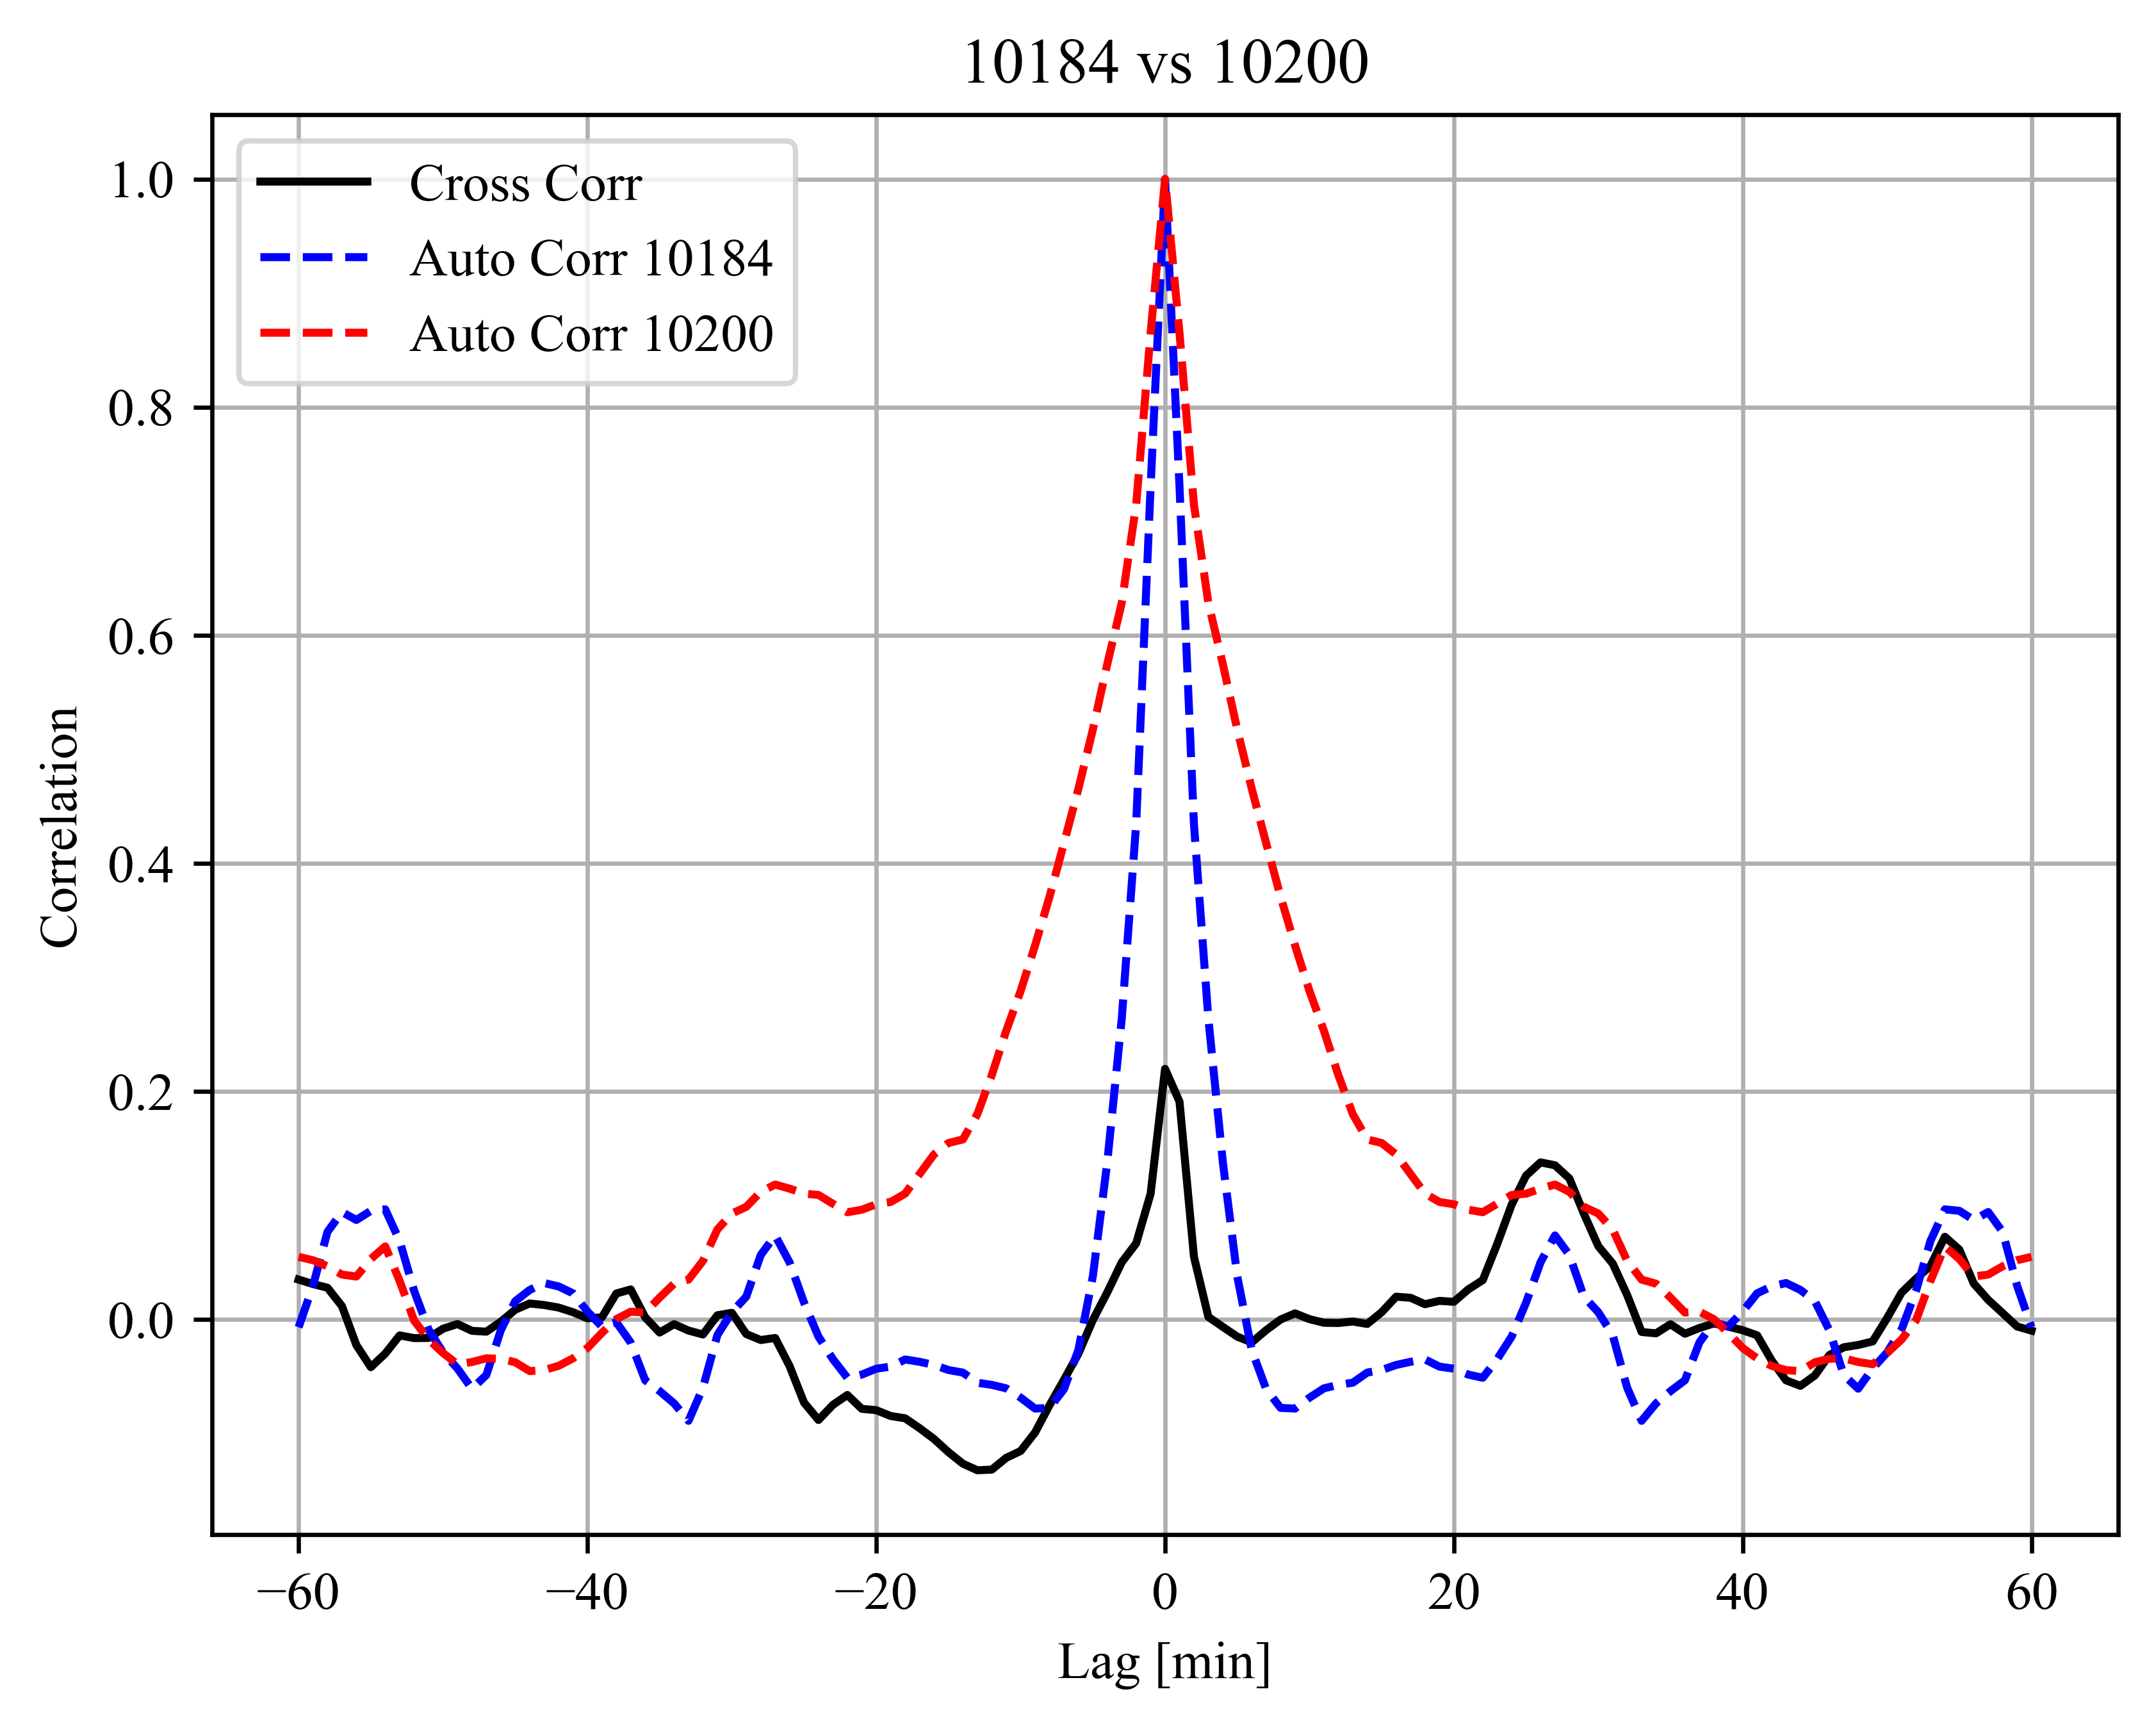 10184 vs 10200
Cross Corr
Auto Corr 10184
Auto Corr 10200
1.0
0.8
0.6
0.4
0.2
0.0
Correlation
−60 −40 −20 0 20 40 60
Lag [min]